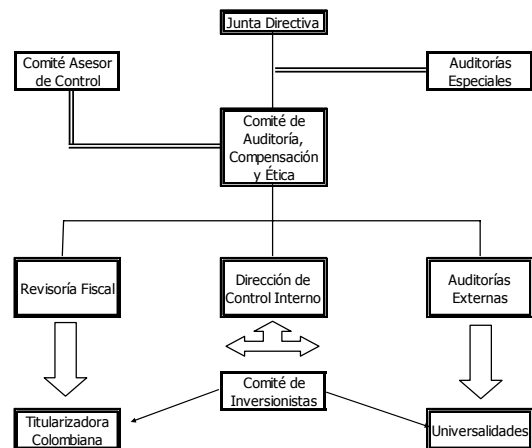 Junta Directiva
Comité Asesor
de Control
Auditorías
Especiales
Comité de
Auditoría,
Compensación
y Ética
Revisoría Fiscal
Dirección de
Control Interno
Auditorías
Externas
Comité de
Inversionistas
Titularizadora
Colombiana
Universalidades